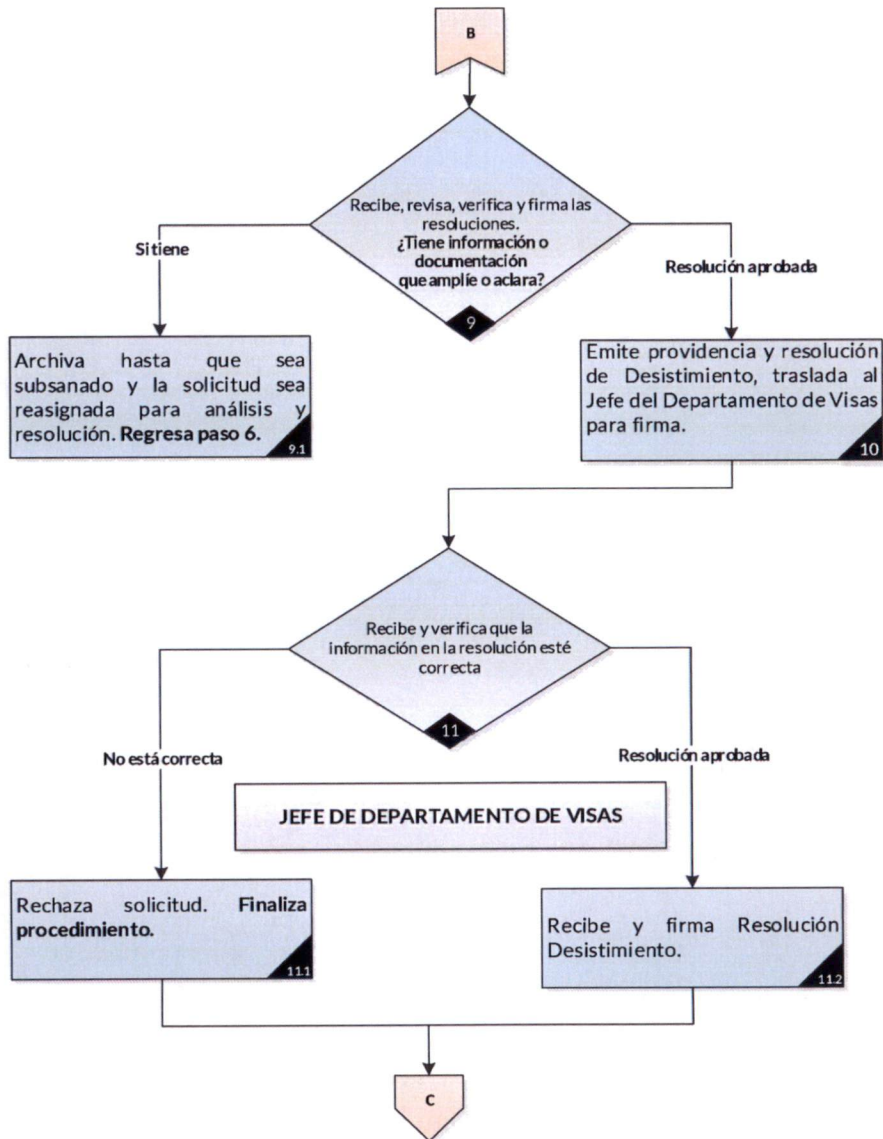 B
Recibe, revisa, verifica y firma las
resoluciones.
¿Tiene información o
documentación
que amplíe o aclara?
9
Si tiene
Resolución aprobada
Archiva hasta que sea
subsanado y la solicitud sea
reasignada para análisis y
resolución. Regresa paso 6.
9.1
Emite providencia y resolución
de Desistimiento, traslada al
Jefe del Departamento de Visas
para firma.
10
Recibe y verifica que la
información en la resolución esté
correcta
11
No está correcta
Resolución aprobada
JEFE DE DEPARTAMENTO DE VISAS
Rechaza solicitud. Finaliza
procedimiento.
11.1
Recibe y firma Resolución
Desistimiento.
11.2
C